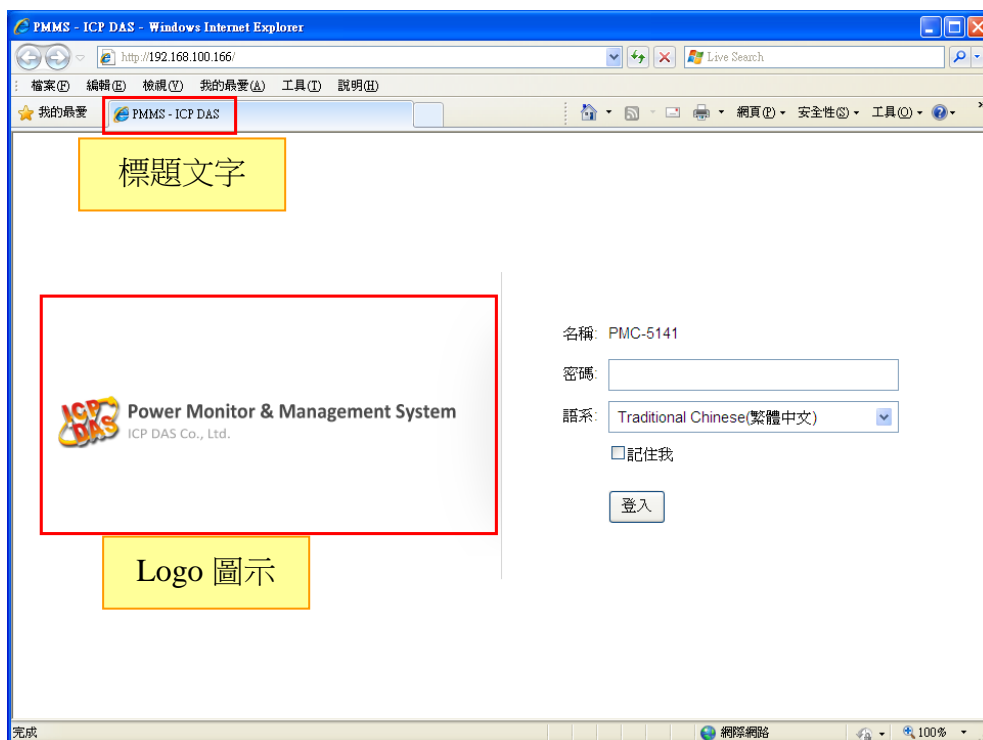 PMMS - ICP DAS - Windows Internet Explorer
http://192.168.100.166/
Live Search
檔案(F) 編輯(E) 檢視(V) 我的最愛(A) 工具(T) 說明(H)
我的最愛 PMMS - ICP DAS 網頁(P) 安全性(S) 工具(O)
標題文字
名稱: PMC-5141
密碼:
ICP DAS
Power Monitor & Management System
ICP DAS Co., Ltd.
語系: Traditional Chinese(繁體中文)
記住我
登入
Logo 圖示
完成 網際網路 100%